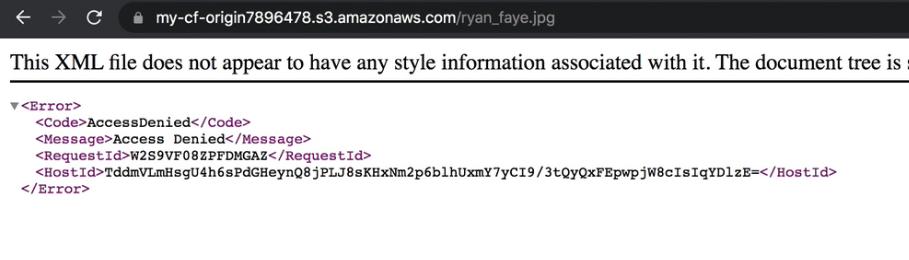 my-cf-origin7896478.s3.amazonaws.com/ryan_faye.jpg
This XML file does not appear to have any style information associated with it. The document tree is
<Error>
<Code>AccessDenied</Code>
<Message>Access Denied</Message>
<RequestId>W2S9VF08ZPFDMGAZ</RequestId>
<HostId>TddmVLmHsgU4h6sPdGHeynQ8jPLJ8sKHxNm2p6blhUxmY7yCI9/3tQyQxFEpwpjW8cIsIqYDlzE=</HostId>
</Error>